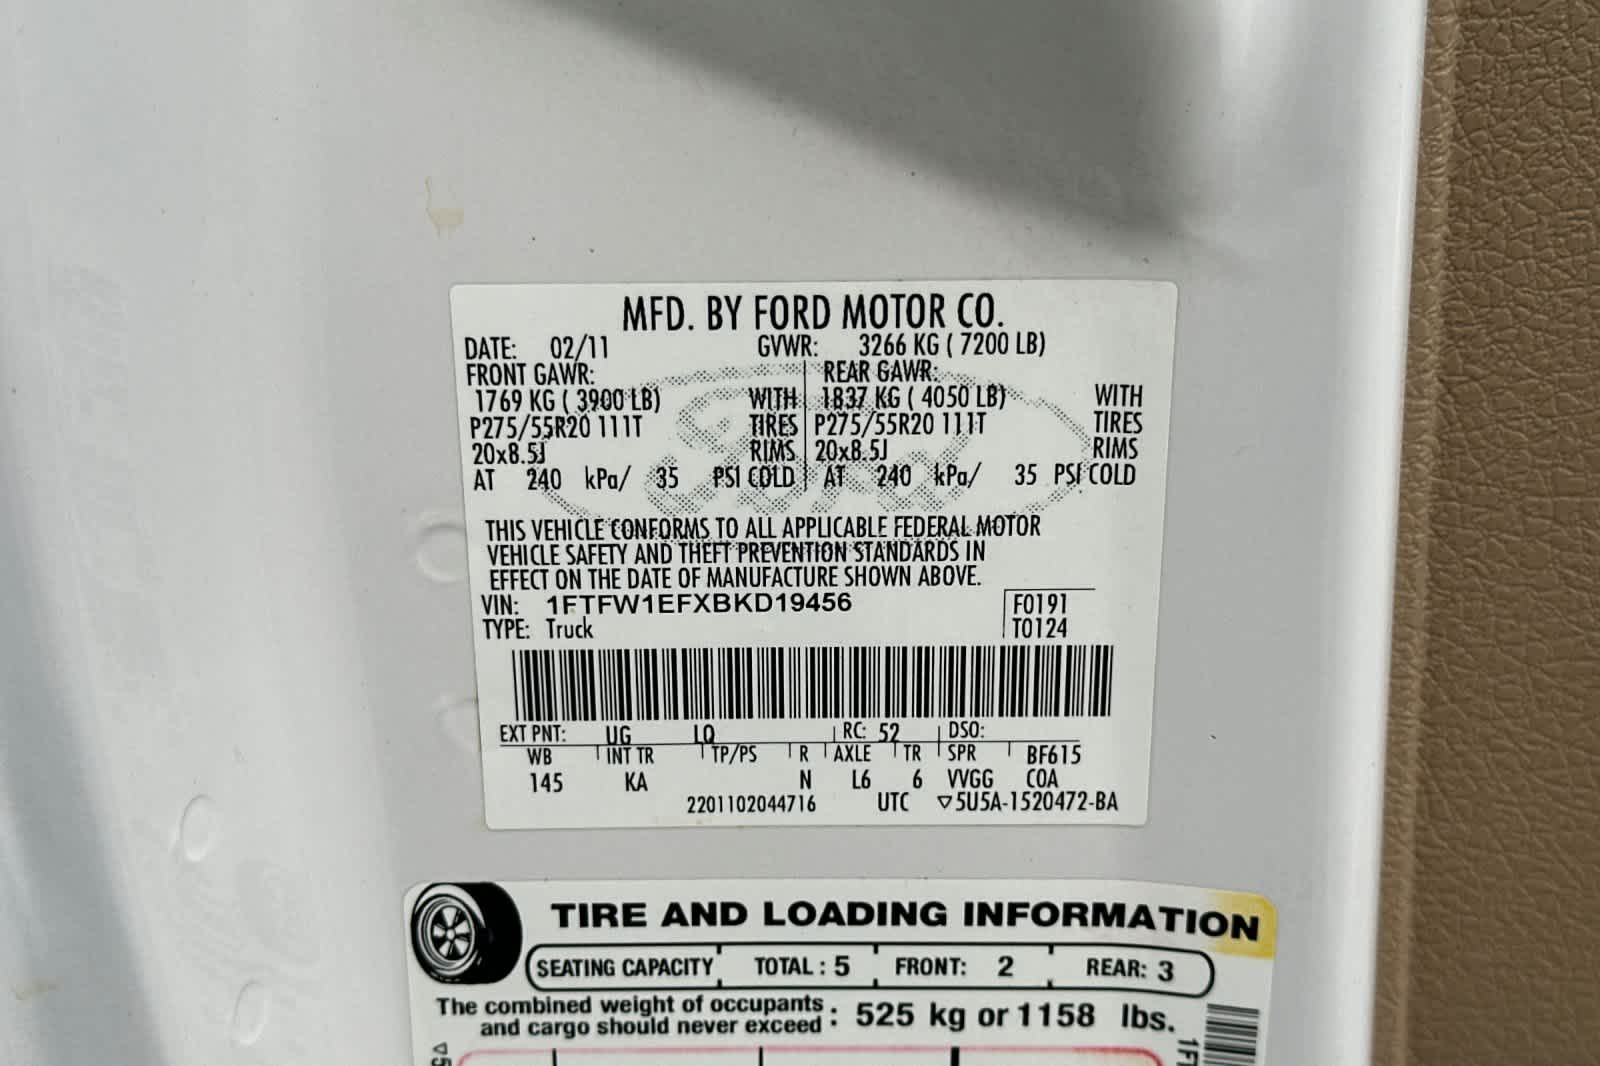 MFD. BY FORD MOTOR CO.
DATE: 02/11 GVWR: 3266 KG ( 7200 LB)
FRONT GAWR: REAR GAWR:
1769 KG ( 3900 LB) WITH 1837 KG ( 4050 LB) WITH
P275/55R20 111T TIRES P275/55R20 111T TIRES
20x8.5J RIMS 20x8.5J RIMS
AT 240 kPa/ 35 PSI COLD AT 240 kPa/ 35 PSI COLD
Ford
THIS VEHICLE CONFORMS TO ALL APPLICABLE FEDERAL MOTOR
VEHICLE SAFETY AND THEFT PREVENTION STANDARDS IN
EFFECT ON THE DATE OF MANUFACTURE SHOWN ABOVE.
VIN: 1FTFW1EFXBKD19456 F0191
TYPE: Truck T0124
EXT PNT: UG LQ RC: 52 DSO:
WB INT TR TP/PS R AXLE TR SPR BF615
145 KA N L6 6 VVGG COA
2201102044716 UTC ▽5U5A-1520472-BA
TIRE AND LOADING INFORMATION
SEATING CAPACITY TOTAL : 5 FRONT: 2 REAR: 3
The combined weight of occupants
and cargo should never exceed : 525 kg or 1158 lbs.